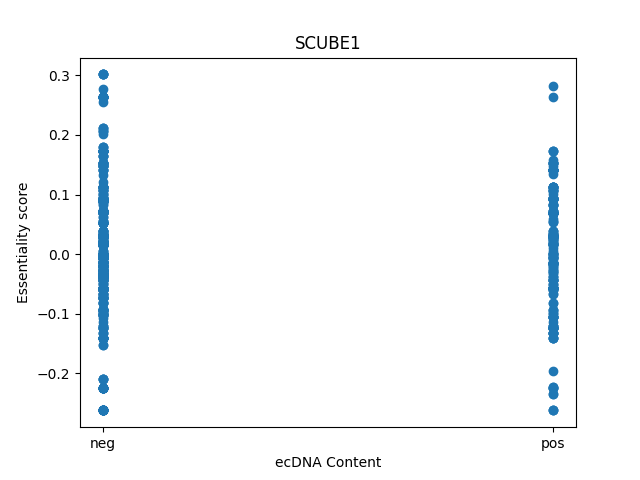 SCUBE1
0.3
0.2
0.1
0.0
−0.1
−0.2
Essentiality score
neg
pos
ecDNA Content